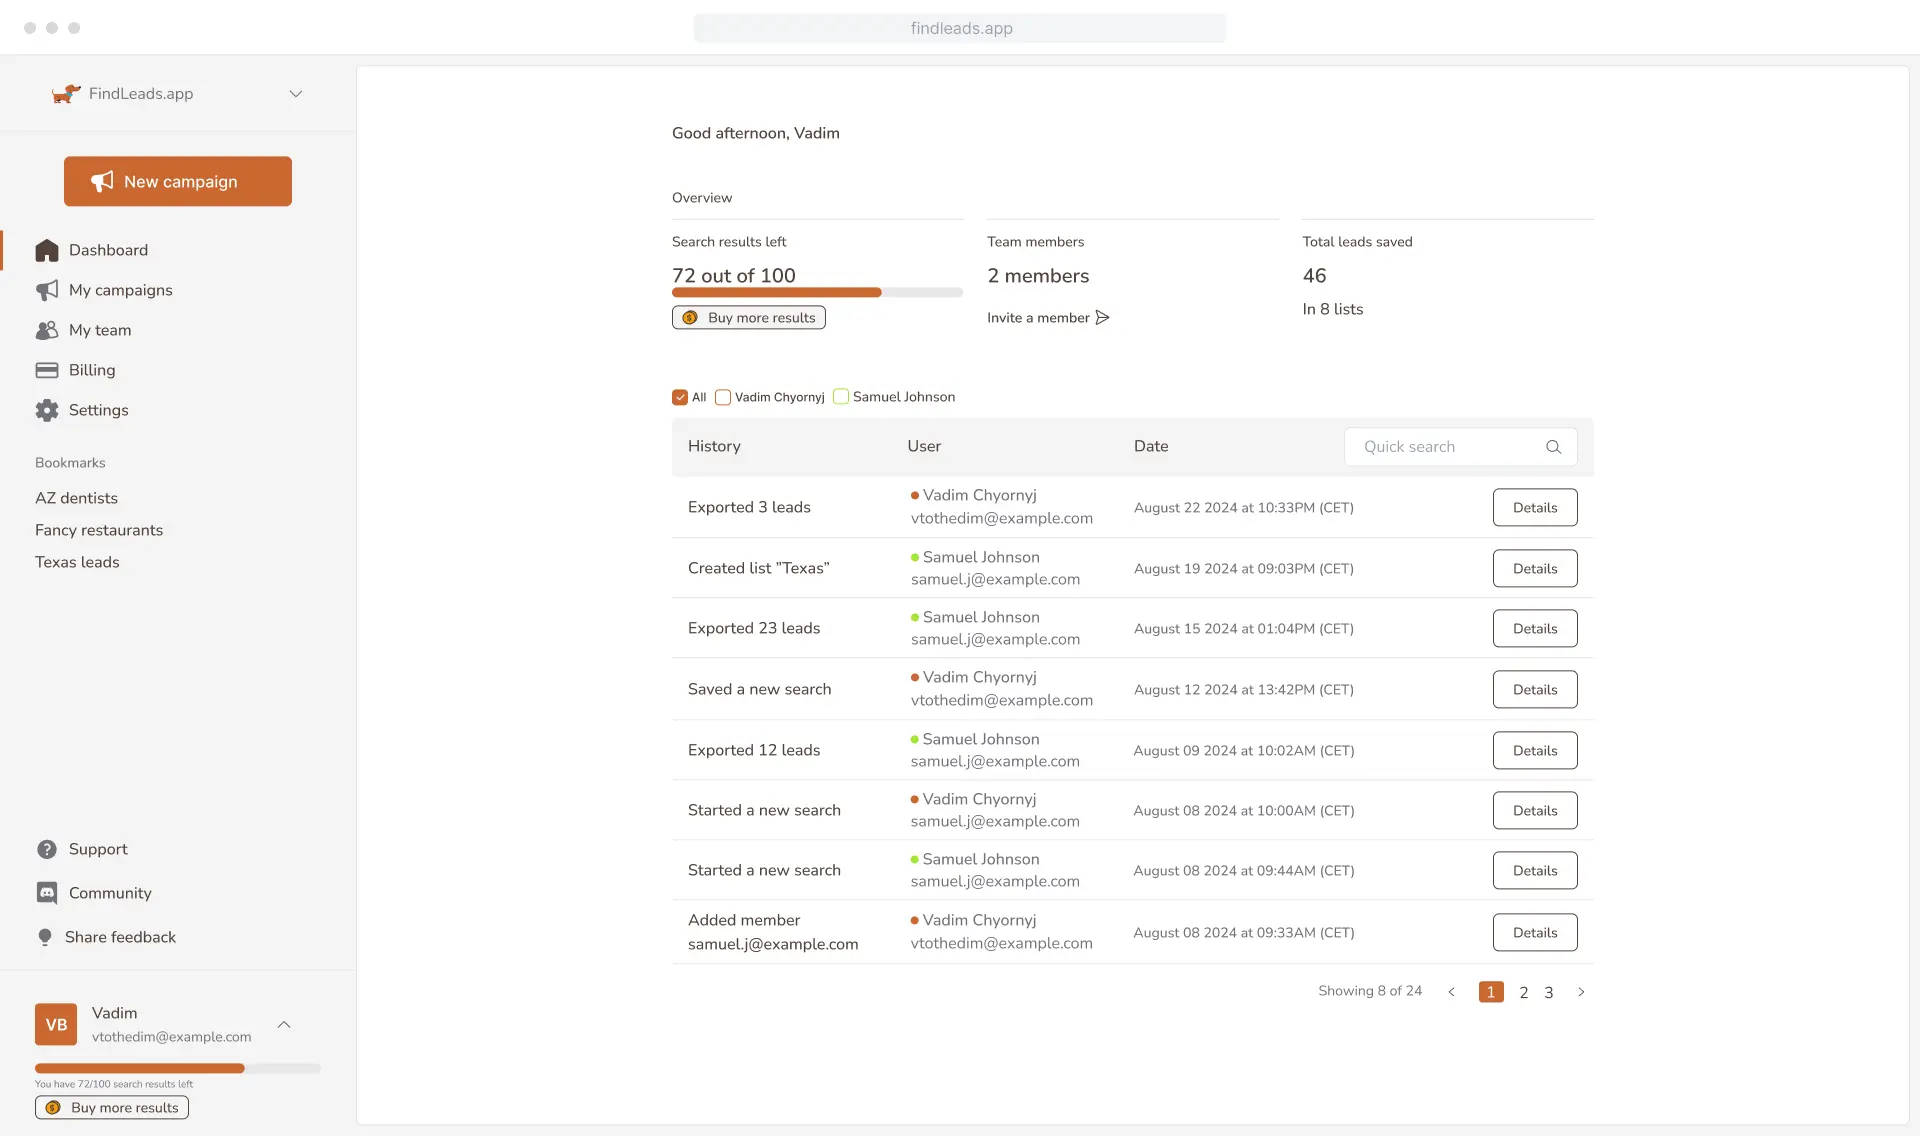 findleads.app
FindLeads.app
New campaign
Dashboard
My campaigns
My team
Billing
Settings
Bookmarks
AZ dentists
Fancy restaurants
Texas leads
Support
Community
Share feedback
VB
Vadim
vtothedim@example.com
You have 72/100 search results left
Buy more results
Good afternoon, Vadim
Overview
Search results left
72 out of 100
Buy more results
Team members
2 members
Invite a member
Total leads saved
46
In 8 lists
All Vadim Chyornyj Samuel Johnson
History User Date Quick search
Exported 3 leads
Vadim Chyornyj
vtothedim@example.com
August 22 2024 at 10:33PM (CET)
Details
Created list ”Texas”
Samuel Johnson
samuel.j@example.com
August 19 2024 at 09:03PM (CET)
Details
Exported 23 leads
Samuel Johnson
samuel.j@example.com
August 15 2024 at 01:04PM (CET)
Details
Saved a new search
Vadim Chyornyj
vtothedim@example.com
August 12 2024 at 13:42PM (CET)
Details
Exported 12 leads
Samuel Johnson
samuel.j@example.com
August 09 2024 at 10:02AM (CET)
Details
Started a new search
Vadim Chyornyj
samuel.j@example.com
August 08 2024 at 10:00AM (CET)
Details
Started a new search
Samuel Johnson
samuel.j@example.com
August 08 2024 at 09:44AM (CET)
Details
Added member
samuel.j@example.com
Vadim Chyornyj
vtothedim@example.com
August 08 2024 at 09:33AM (CET)
Details
Showing 8 of 24 < 1 2 3 >